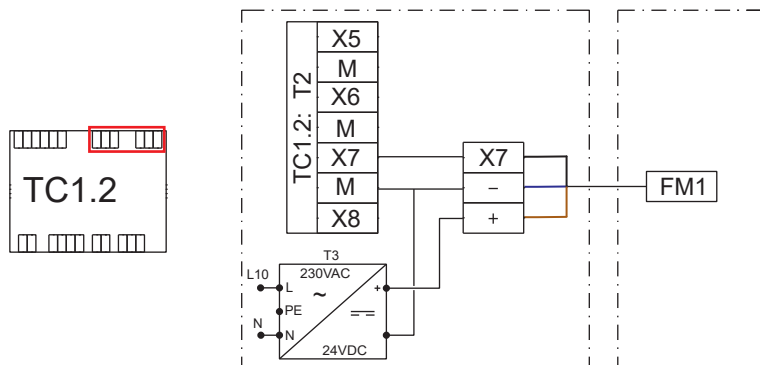 TC1.2
TC1.2: T2
X5
M
X6
M
X7
M
X8
X7
–
+
FM1
T3
230VAC
L10
L
+
~
PE
N
N
24VDC